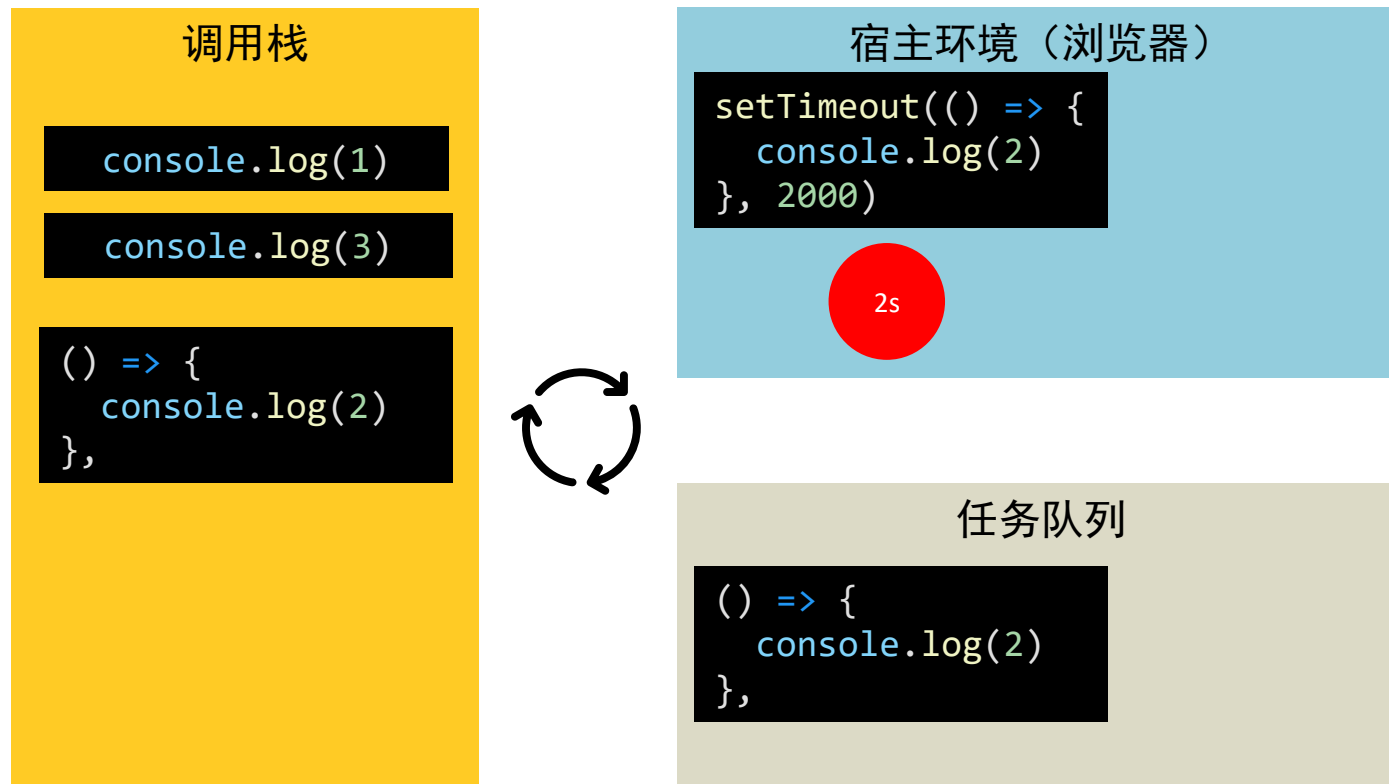 调用栈
console.log(1)
console.log(3)
() => {
  console.log(2)
},
宿主环境（浏览器）
setTimeout(() => {
  console.log(2)
}, 2000)
2s
任务队列
() => {
  console.log(2)
},